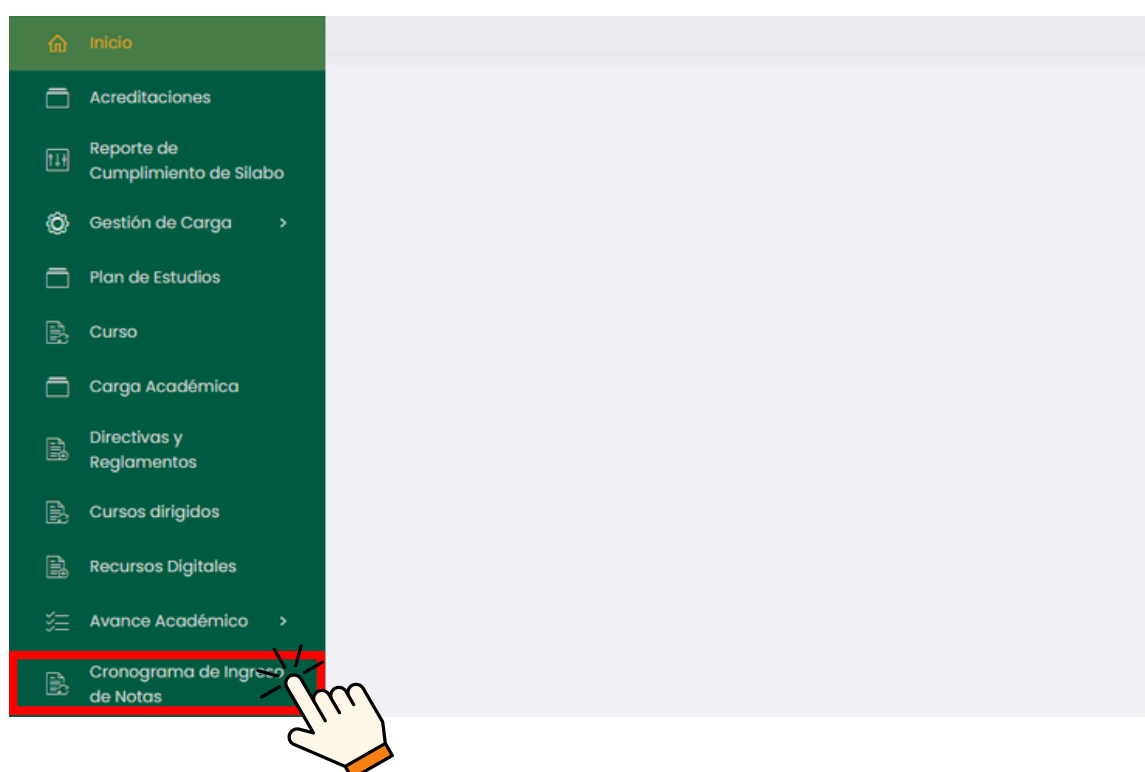 Inicio
Acreditaciones
Reporte de
Cumplimiento de Silabo
Gestión de Carga >
Plan de Estudios
Curso
Carga Académica
Directivas y
Reglamentos
Cursos dirigidos
Recursos Digitales
Avance Académico >
Cronograma de Ingreso
de Notas